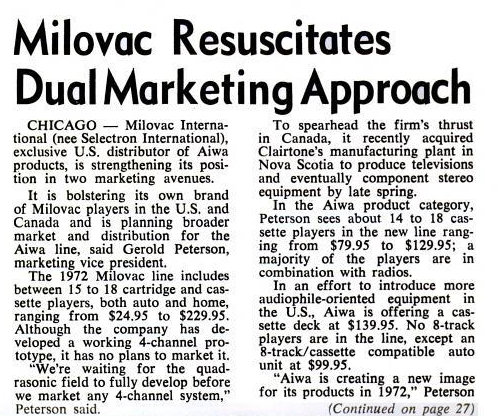 Milovac Resuscitates
Dual Marketing Approach
CHICAGO — Milovac Interna-
tional (nee Selectron International),
exclusive U.S. distributor of Aiwa
products, is strengthening its posi-
tion in two marketing avenues.
It is bolstering its own brand
of Milovac players in the U.S. and
Canada and is planning broader
market and distribution for the
Aiwa line, said Gerold Peterson,
marketing vice president.
The 1972 Milovac line includes
between 15 to 18 cartridge and cas-
sette players, both auto and home,
ranging from $24.95 to $229.95.
Although the company has de-
veloped a working 4-channel pro-
totype, it has no plans to market it.
"We're waiting for the quad-
rasonic field to fully develop before
we market any 4-channel system,"
Peterson said.
To spearhead the firm's thrust
in Canada, it recently acquired
Clairtone's manufacturing plant in
Nova Scotia to produce televisions
and eventually component stereo
equipment by late spring.
In the Aiwa product category,
Peterson sees about 14 to 18 cas-
sette players in the new line rang-
ing from $79.95 to $129.95; a
majority of the players are in
combination with radios.
In an effort to introduce more
audiophile-oriented equipment in
the U.S., Aiwa is offering a cas-
sette deck at $139.95. No 8-track
players are in the line, except an
8-track/cassette compatible auto
unit at $99.95.
"Aiwa is creating a new image
for its products in 1972," Peterson
(Continued on page 27)